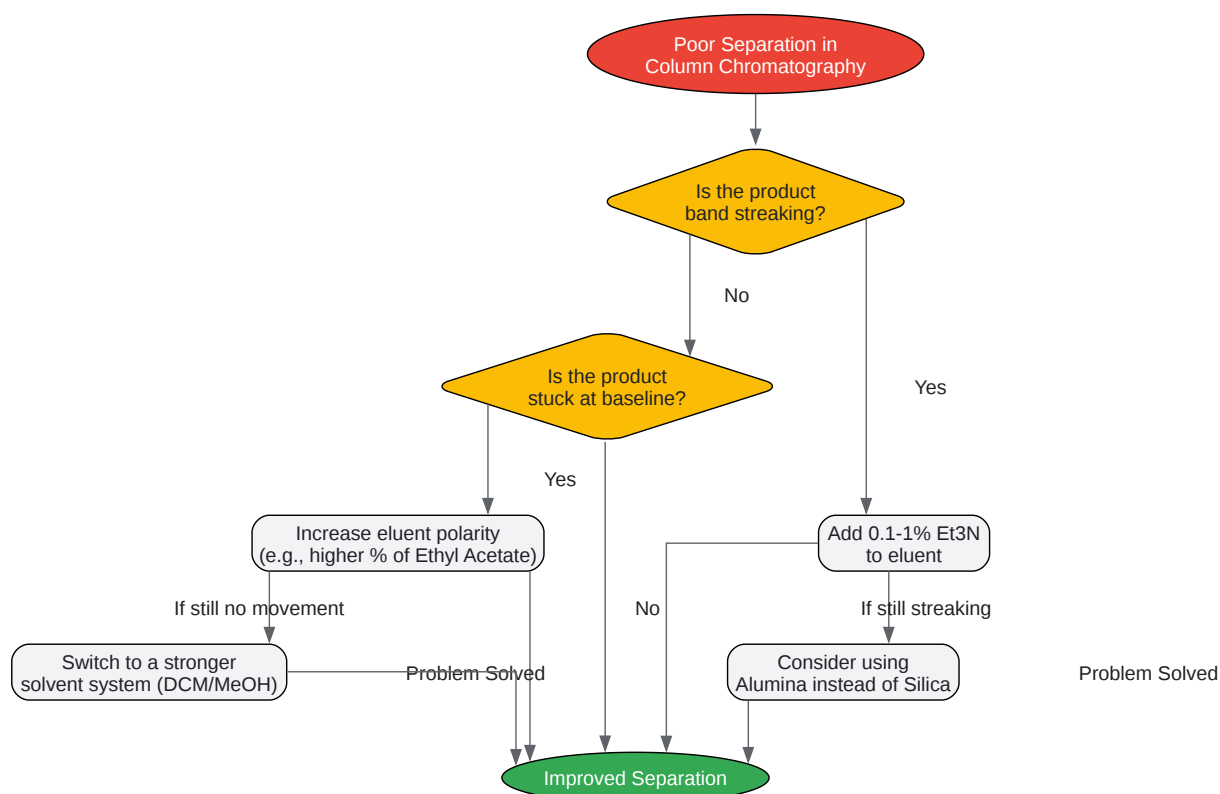 Poor Separation in
Column Chromatography
Is the product
band streaking?
No
Is the product
stuck at baseline?
Yes
Yes
Increase eluent polarity
(e.g., higher % of Ethyl Acetate)
Add 0.1-1% Et3N
to eluent
If still no movement
No
If still streaking
Switch to a stronger
solvent system (DCM/MeOH)
Problem Solved
Consider using
Alumina instead of Silica
Problem Solved
Improved Separation